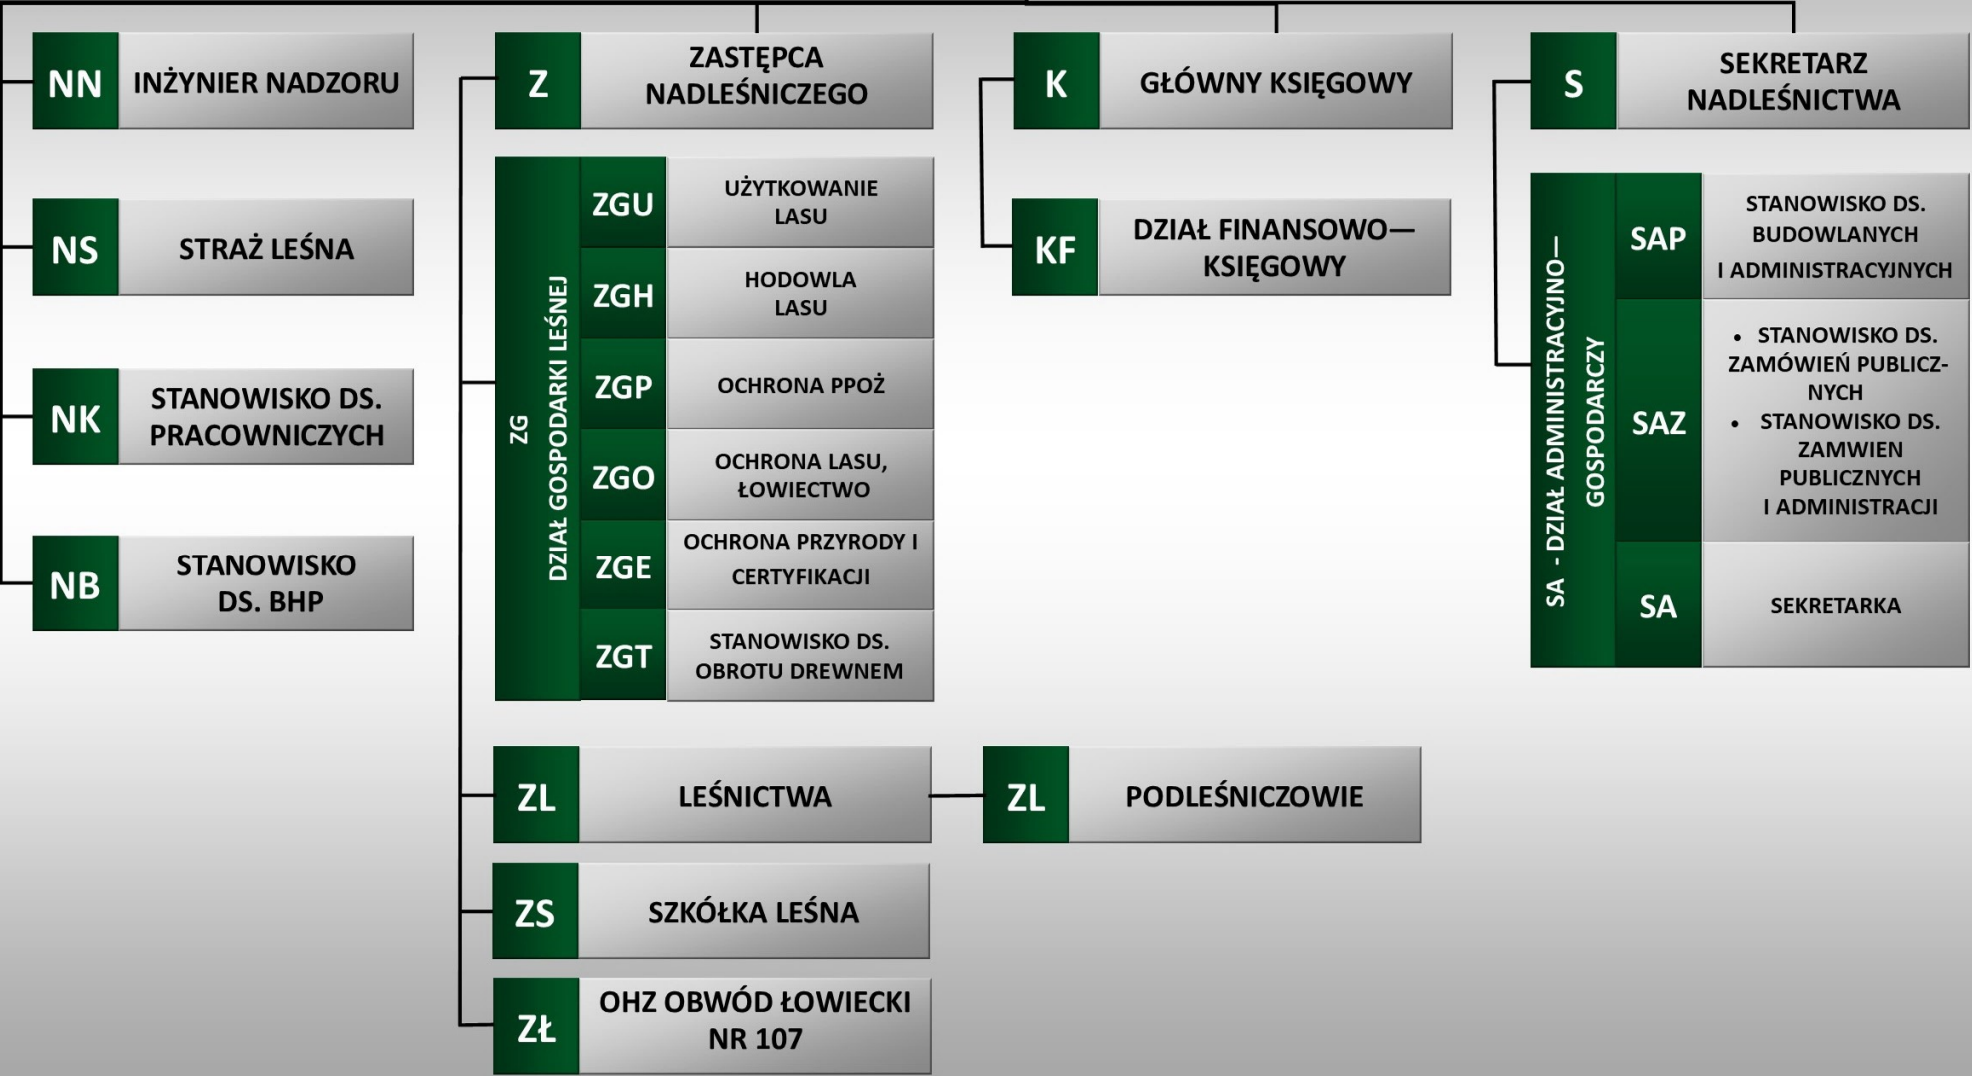 NN
INŻYNIER NADZORU
NS
STRAŻ LEŚNA
NK
STANOWISKO DS.
PRACOWNICZYCH
NB
STANOWISKO
DS. BHP
Z
ZASTĘPCA
NADLEŚNICZEGO
ZG
DZIAŁ GOSPODARKI LEŚNEJ
ZGU
UŻYTKOWANIE
LASU
ZGH
HODOWLA
LASU
ZGP
OCHRONA PPOŻ
ZGO
OCHRONA LASU,
ŁOWIECTWO
ZGE
OCHRONA PRZYRODY I
CERTYFIKACJI
ZGT
STANOWISKO DS.
OBROTU DREWNEM
ZL
LEŚNICTWA
ZL
PODLEŚNICZOWIE
ZS
SZKÓŁKA LEŚNA
ZŁ
OHZ OBWÓD ŁOWIECKI
NR 107
K
GŁÓWNY KSIĘGOWY
KF
DZIAŁ FINANSOWO—
KSIĘGOWY
S
SEKRETARZ
NADLEŚNICTWA
SA - DZIAŁ ADMINISTRACYJNO—
GOSPODARCZY
SAP
STANOWISKO DS.
BUDOWLANYCH
I ADMINISTRACYJNYCH
SAZ
• STANOWISKO DS.
ZAMÓWIEŃ PUBLICZ-
NYCH
• STANOWISKO DS.
ZAMWIEN
PUBLICZNYCH
I ADMINISTRACJI
SA
SEKRETARKA